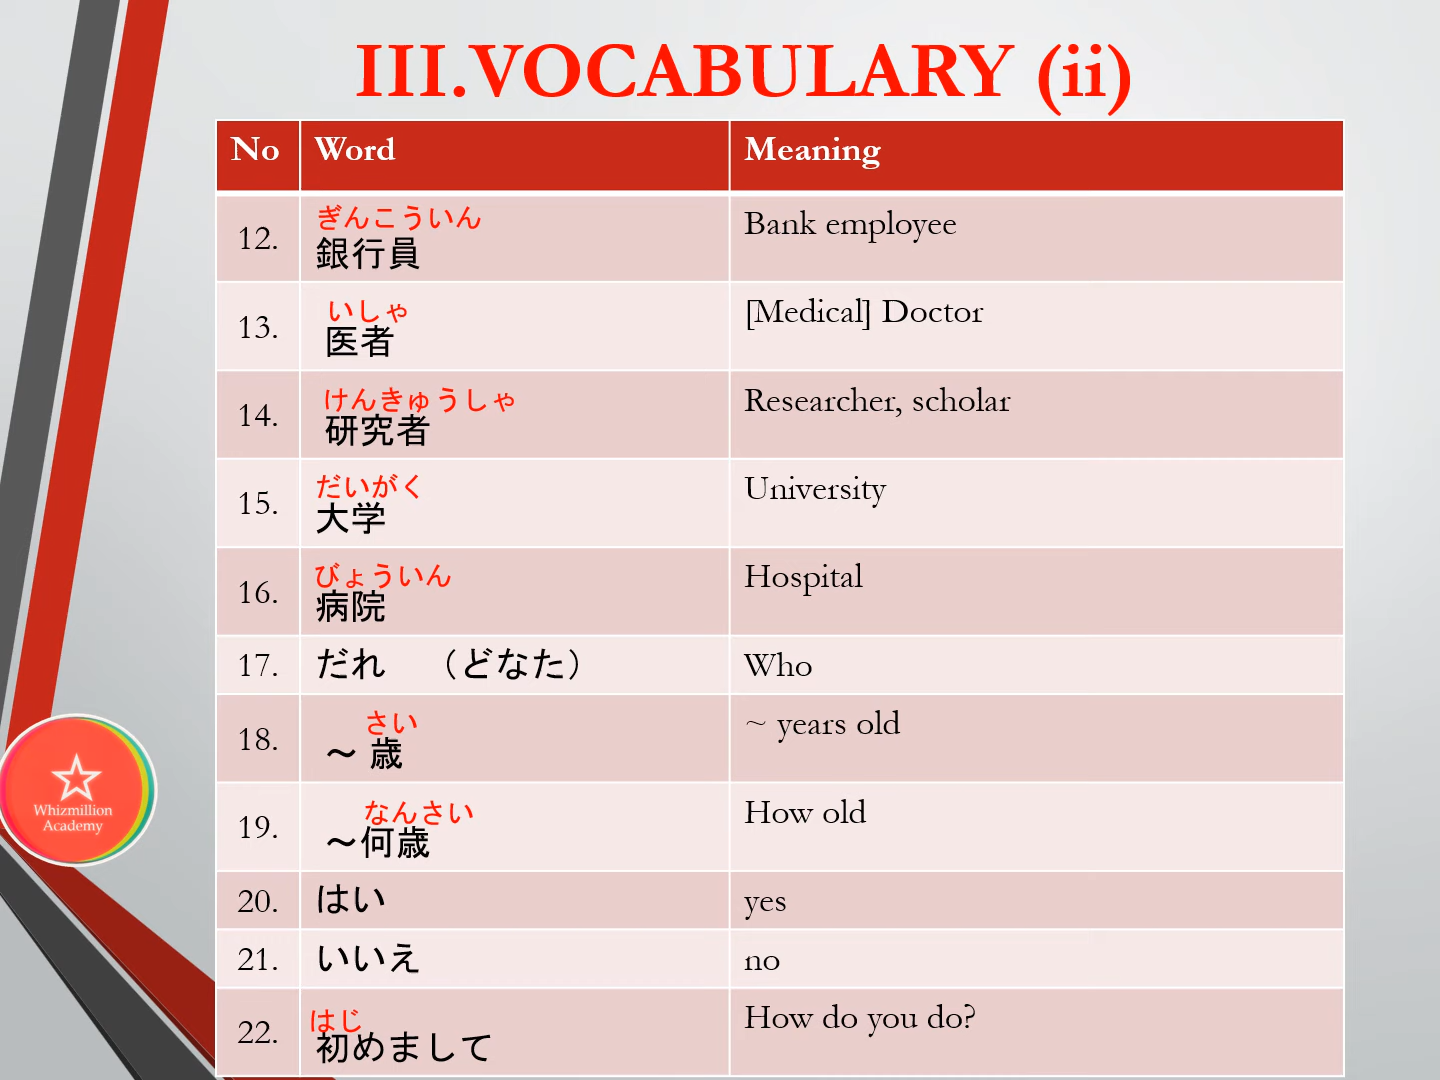 III.VOCABULARY (ii)
No Word Meaning
ぎんこういん
12. 銀行員 Bank employee
いしゃ
13. 医者 [Medical] Doctor
けんきゅうしゃ
14. 研究者 Researcher, scholar
だいがく
15. 大学 University
びょういん
16. 病院 Hospital
17. だれ （どなた） Who
さい
18. ～ 歳 ~ years old
なんさい
19. ～何歳 How old
20. はい yes
21. いいえ no
はじ
22. 初めまして How do you do?
Whizmillion
Academy